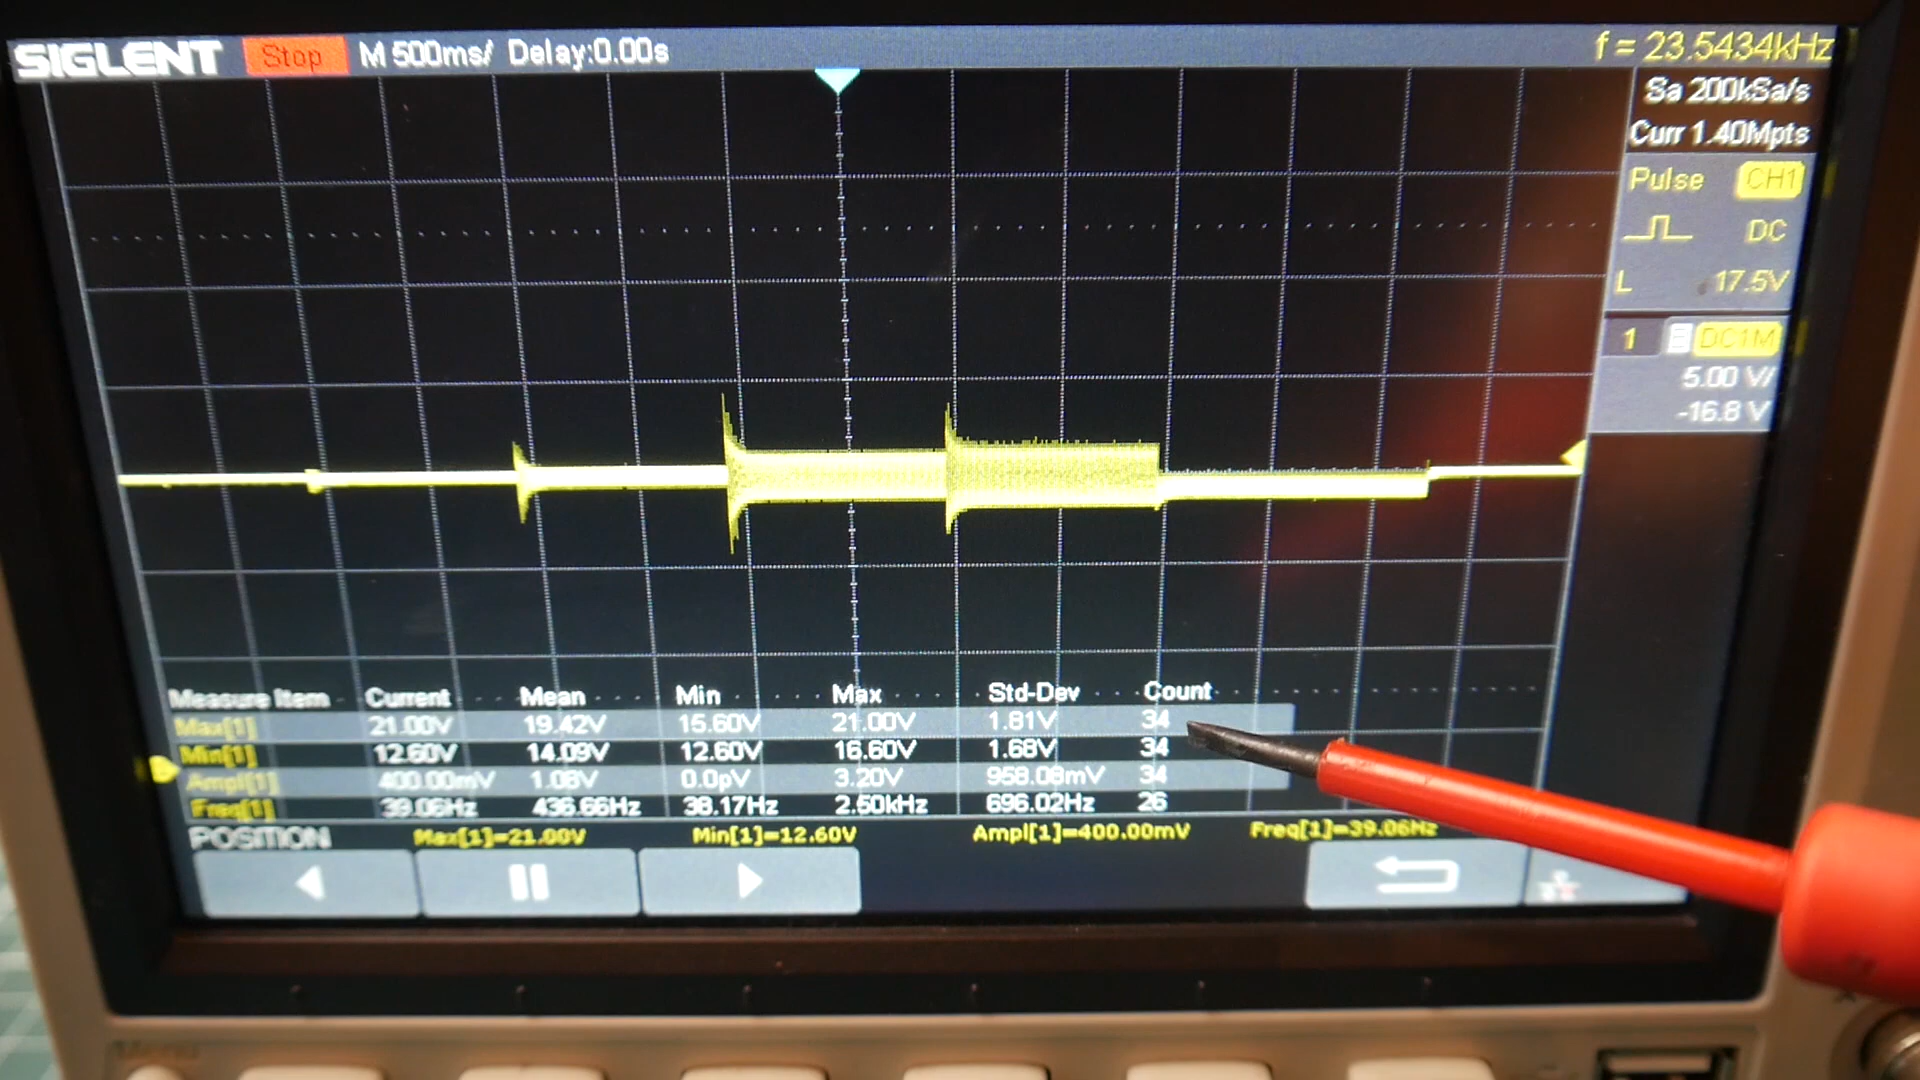 SIGLENT Stop M 500ms/ Delay:0.00s f = 23.5434kHz
Sa 200kSa/s
Curr 1.40Mpts
Pulse CH1
DC
L 17.5V
1 B DC1M
5.00 V/
-16.8 V
Measure Item Current Mean Min Max Std-Dev Count
Max[1] 21.00V 19.42V 15.60V 21.00V 1.81V 34
Min[1] 12.60V 14.09V 12.60V 16.60V 1.68V 34
Ampl[1] 400.00mV 1.08V 0.0pV 3.20V 958.08mV 34
Freq[1] 39.06Hz 436.66Hz 38.17Hz 2.50kHz 696.02Hz 26
POSITION Max[1]=21.00V Min[1]=12.60V Ampl[1]=400.00mV Freq[1]=39.06Hz